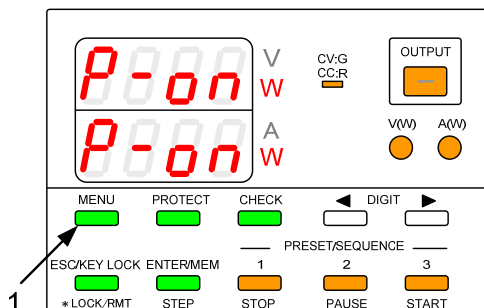 P-on V W
P-on A W
CV:G
CC:R
OUTPUT
V(W) A(W)
MENU PROTECT CHECK ◄ DIGIT ►
PRESET/SEQUENCE
ESC/KEY LOCK ENTER/MEM 1 2 3
1 *LOCK/RMT STEP STOP PAUSE START